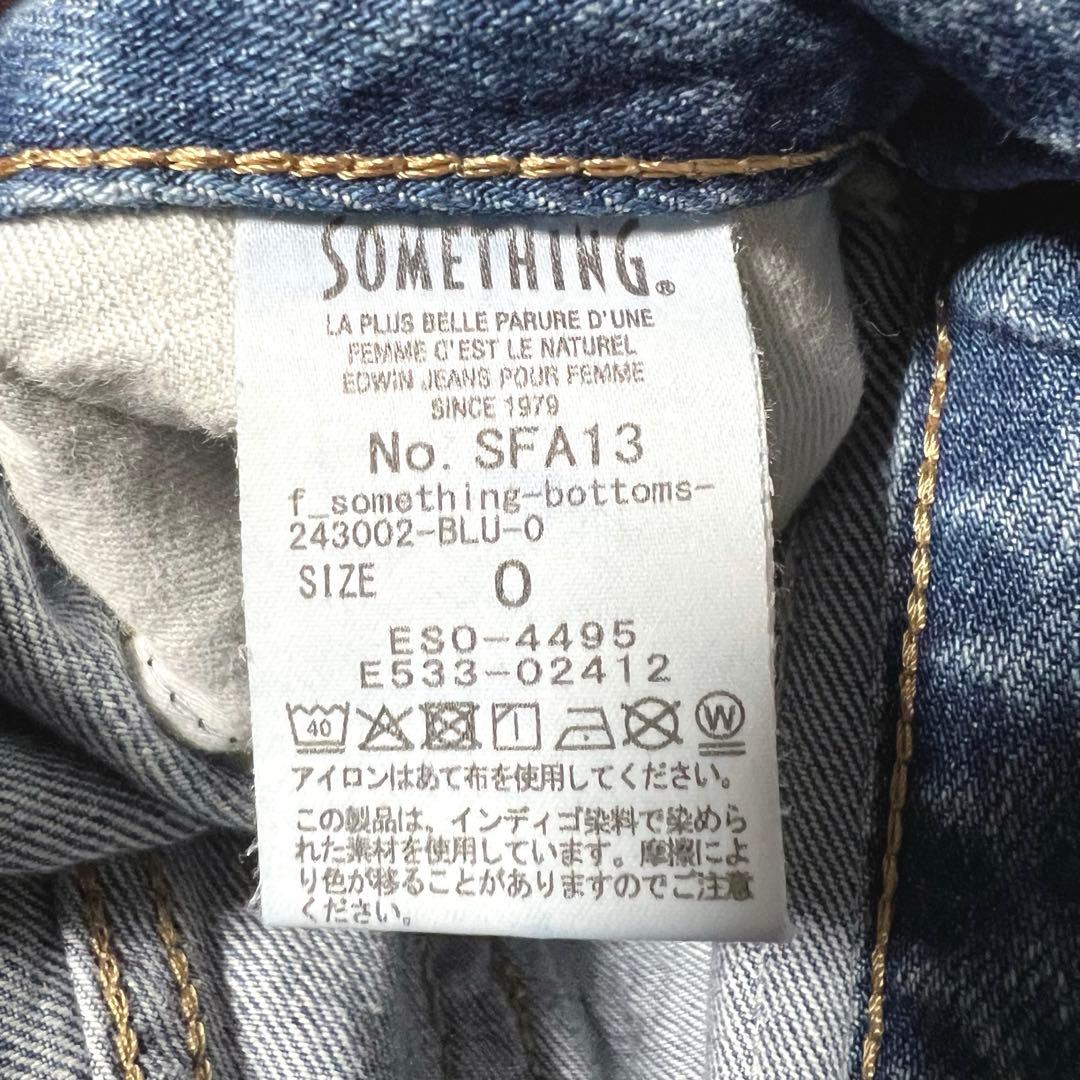 SOMETHING®
LA PLUS BELLE PARURE D'UNE
FEMME C'EST LE NATUREL
EDWIN JEANS POUR FEMME
SINCE 1979
No. SFA13
f_something-bottoms-
243002-BLU-0
SIZE 0
ESO-4495
E533-02412
40 W
アイロンはあて布を使用してください。
この製品は、インディゴ染料で染めら
れた素材を使用しています。摩擦によ
り色が移ることがありますのでご注意
ください。